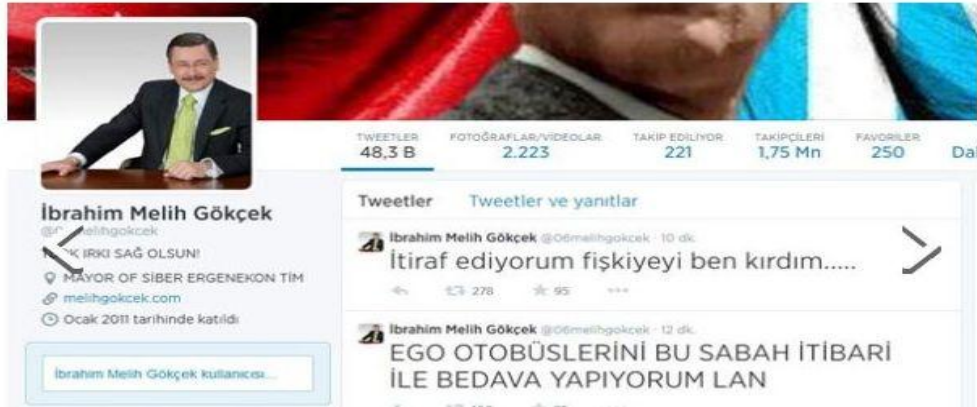 TWEETLER FOTOĞRAFLAR/VİDEOLAR TAKİP EDİLİYOR TAKİPÇİLERİ FAVORİLER
48,3 B 2.223 221 1,75 Mn 250
İbrahim Melih Gökçek
IRKI SAĞ OLSUN!
MAYOR OF SİBER ERGENEKON TİM
melihgokcek.com
Ocak 2011 tarihinde katıldı
İbrahim Melih Gökçek kullanıcısı...
Tweetler Tweetler ve yanıtlar
İbrahim Melih Gökçek @06melihgokcek · 10 dk.
İtiraf ediyorum fişkiyeyi ben kırdım.....
278 95
İbrahim Melih Gökçek @06melihgokcek · 12 dk.
EGO OTOBÜSLERİNİ BU SABAH İTİBARİ
İLE BEDAVA YAPIYORUM LAN